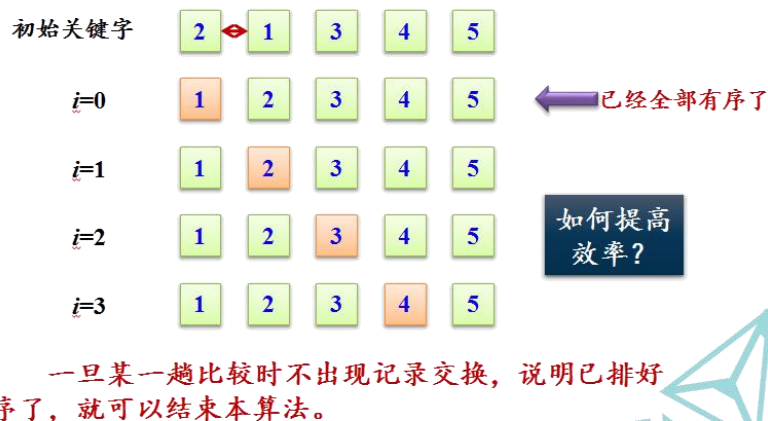 初始关键字 2 1 3 4 5
i=0 1 2 3 4 5 已经全部有序了
i=1 1 2 3 4 5
i=2 1 2 3 4 5
如何提高
效率？
i=3 1 2 3 4 5
一旦某一趟比较时不出现记录交换，说明已排好
序了，就可以结束本算法。